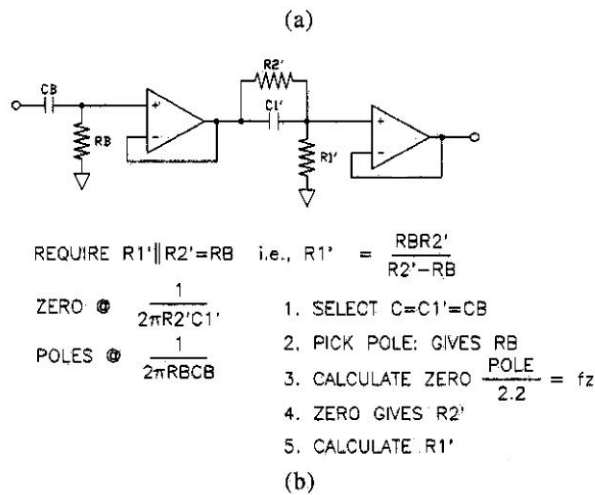 (a)
R2'
CB
C1'
+
-
RB
+
-
R1'
REQUIRE R1'||R2'=RB i.e., R1' = RBR2' / R2'-RB
ZERO @ 1 / 2πR2'C1'
POLES @ 1 / 2πRBCB
1. SELECT C=C1'=CB
2. PICK POLE: GIVES RB
3. CALCULATE ZERO POLE / 2.2 = fz
4. ZERO GIVES R2'
5. CALCULATE R1'
(b)